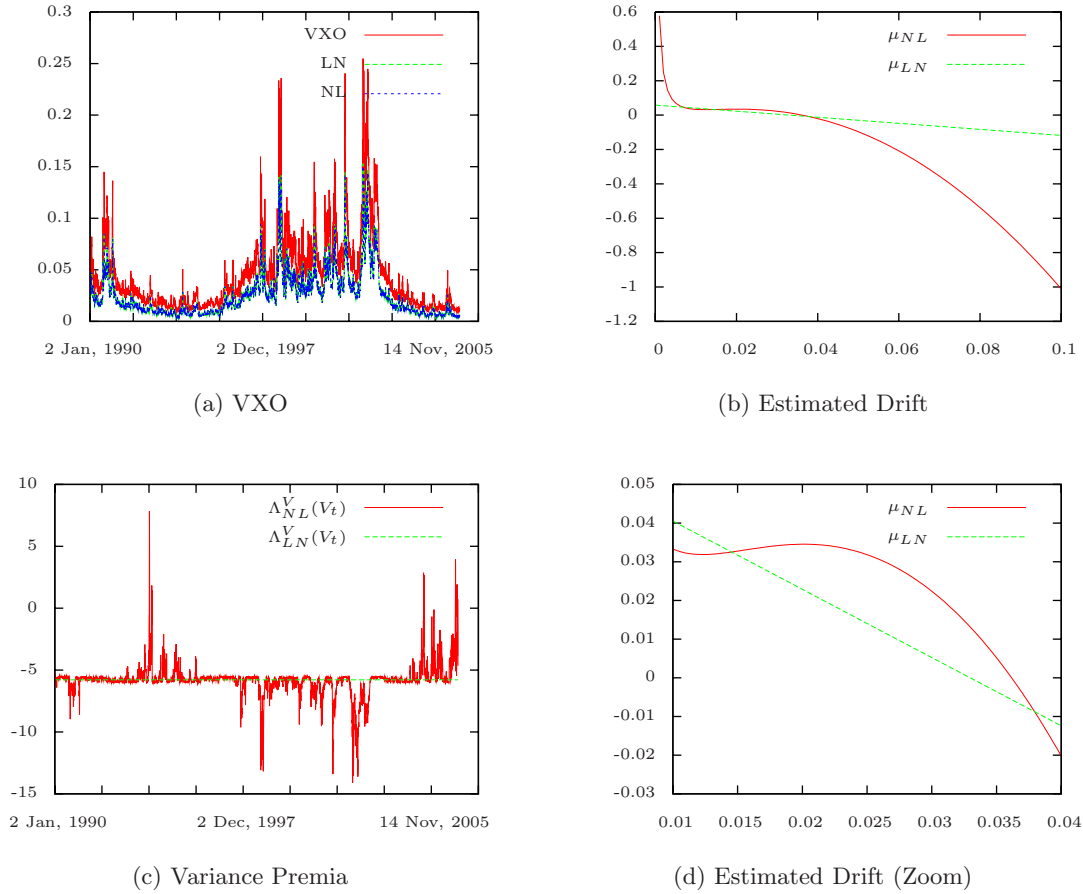 0.3
0.25
0.2
0.15
0.1
0.05
0
2 Jan, 1990 2 Dec, 1997 14 Nov, 2005
VXO
LN
NL
(a) VXO
0.6
0.4
0.2
0
-0.2
-0.4
-0.6
-0.8
-1
-1.2
0 0.02 0.04 0.06 0.08 0.1
μNL
μLN
(b) Estimated Drift
10
5
0
-5
-10
-15
2 Jan, 1990 2 Dec, 1997 14 Nov, 2005
Λ^V_NL(V_t)
Λ^V_LN(V_t)
(c) Variance Premia
0.05
0.04
0.03
0.02
0.01
0
-0.01
-0.02
-0.03
0.01 0.015 0.02 0.025 0.03 0.035 0.04
μNL
μLN
(d) Estimated Drift (Zoom)